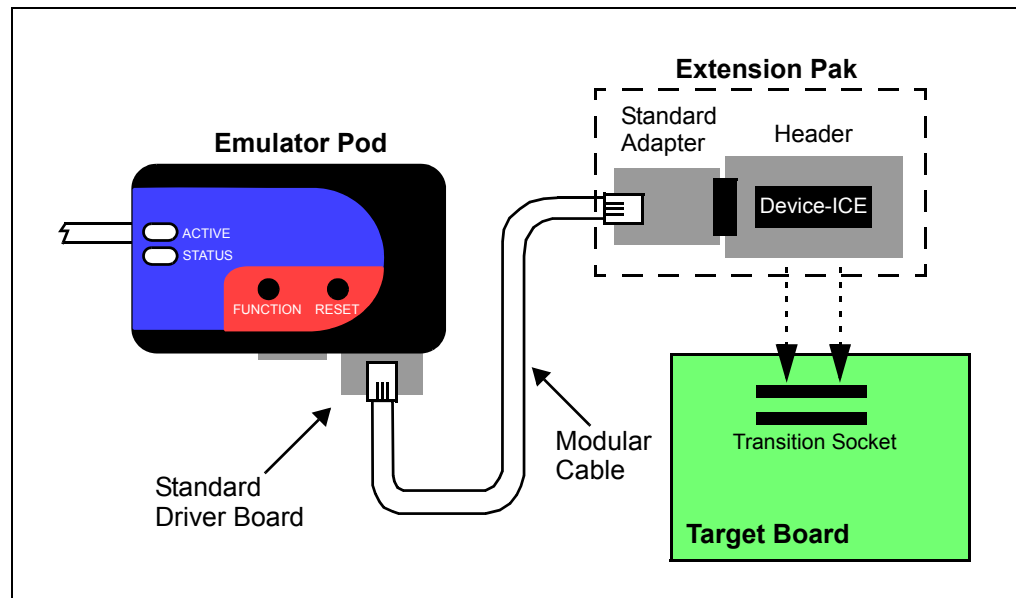 Extension Pak
Standard
Adapter
Header
Emulator Pod
Device-ICE
ACTIVE
STATUS
FUNCTION
RESET
Transition Socket
Modular
Cable
Standard
Driver Board
Target Board